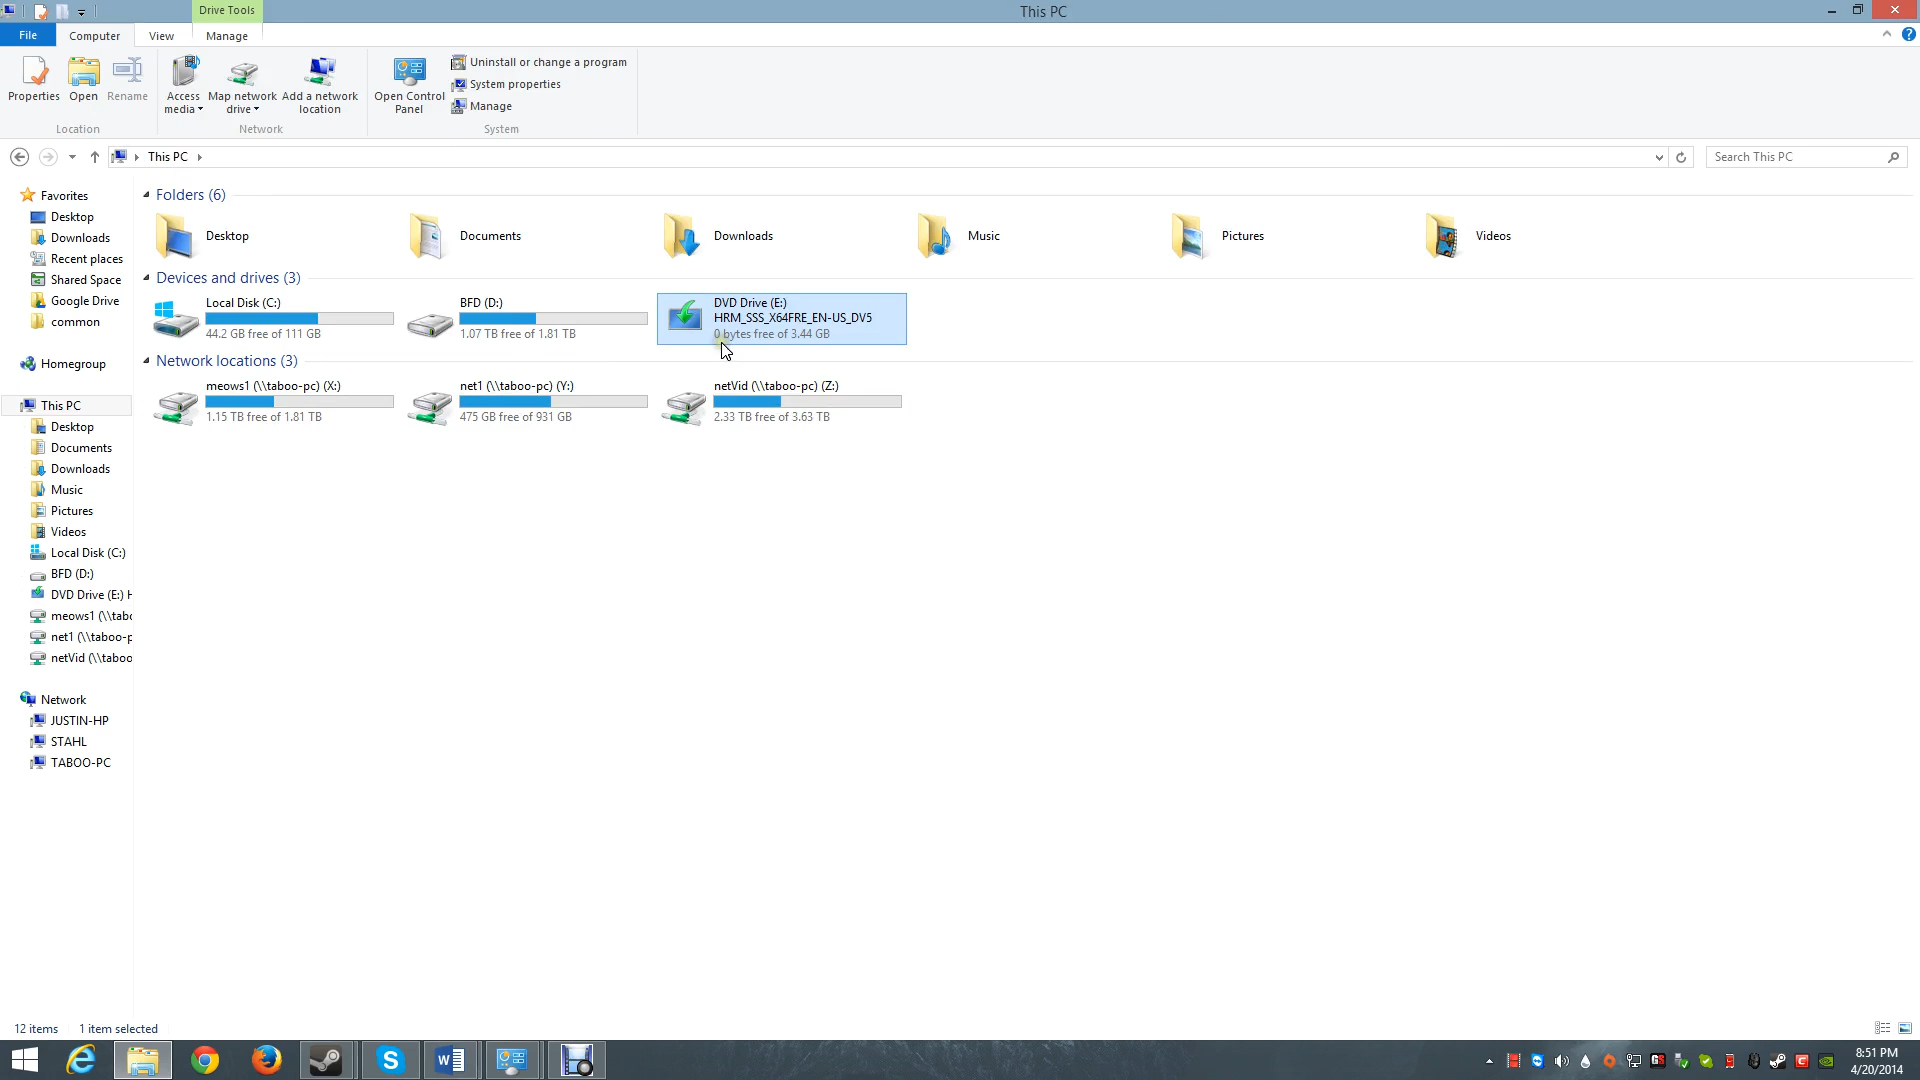 Drive Tools
This PC
File
Computer
View
Manage
Properties
Open
Rename
Access media
Map network drive
Add a network location
Open Control Panel
Uninstall or change a program
System properties
Manage
Location
Network
System
This PC
Search This PC
Favorites
Desktop
Downloads
Recent places
Shared Space
Google Drive
common
Homegroup
This PC
Desktop
Documents
Downloads
Music
Pictures
Videos
Local Disk (C:)
BFD (D:)
DVD Drive (E:) H
meows1 (\\tabo
net1 (\\taboo-p
netVid (\\taboo
Network
JUSTIN-HP
STAHL
TABOO-PC
Folders (6)
Desktop
Documents
Downloads
Music
Pictures
Videos
Devices and drives (3)
Local Disk (C:)
44.2 GB free of 111 GB
BFD (D:)
1.07 TB free of 1.81 TB
DVD Drive (E:)
HRM_SSS_X64FRE_EN-US_DV5
0 bytes free of 3.44 GB
Network locations (3)
meows1 (\\taboo-pc) (X:)
1.15 TB free of 1.81 TB
net1 (\\taboo-pc) (Y:)
475 GB free of 931 GB
netVid (\\taboo-pc) (Z:)
2.33 TB free of 3.63 TB
12 items
1 item selected
8:51 PM
4/20/2014